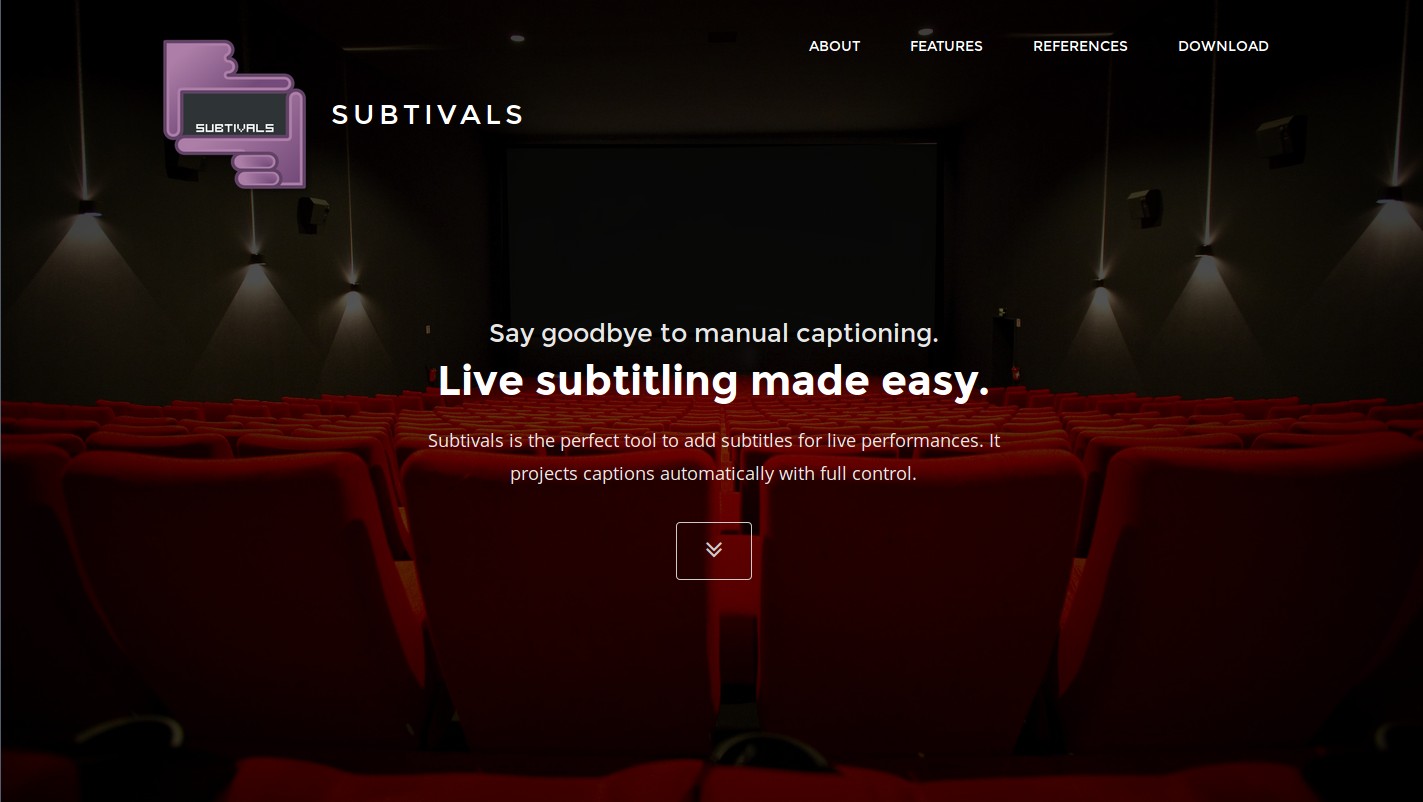 ABOUT FEATURES REFERENCES DOWNLOAD
SUBTIVALS
SUBTIVALS
Say goodbye to manual captioning.
Live subtitling made easy.
Subtivals is the perfect tool to add subtitles for live performances. It
projects captions automatically with full control.